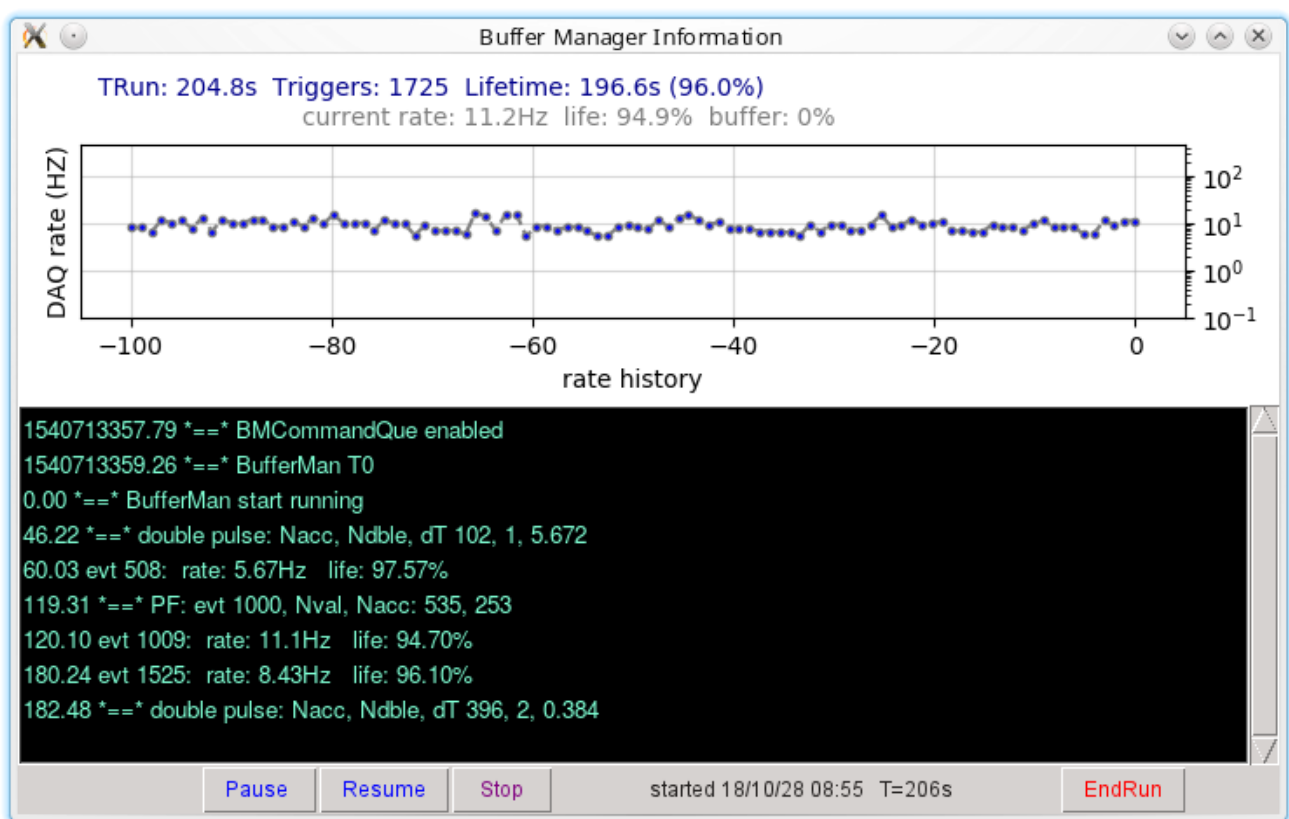 Buffer Manager Information
TRun: 204.8s Triggers: 1725 Lifetime: 196.6s (96.0%)
current rate: 11.2Hz life: 94.9% buffer: 0%
DAQ rate (HZ)
10²
10¹
10⁰
10⁻¹
−100 −80 −60 −40 −20 0
rate history
1540713357.79 *==* BMCommandQue enabled
1540713359.26 *==* BufferMan T0
0.00 *==* BufferMan start running
46.22 *==* double pulse: Nacc, Ndble, dT 102, 1, 5.672
60.03 evt 508: rate: 5.67Hz life: 97.57%
119.31 *==* PF: evt 1000, Nval, Nacc: 535, 253
120.10 evt 1009: rate: 11.1Hz life: 94.70%
180.24 evt 1525: rate: 8.43Hz life: 96.10%
182.48 *==* double pulse: Nacc, Ndble, dT 396, 2, 0.384
Pause Resume Stop started 18/10/28 08:55 T=206s EndRun